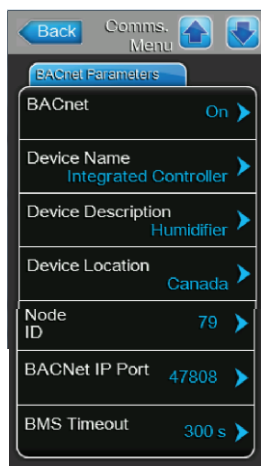 Back
Comms.
Menu
BACnet Parameters
BACnet
On
Device Name
Integrated Controller
Device Description
Humidifier
Device Location
Canada
Node
ID
79
BACNet IP Port
47808
BMS Timeout
300 s